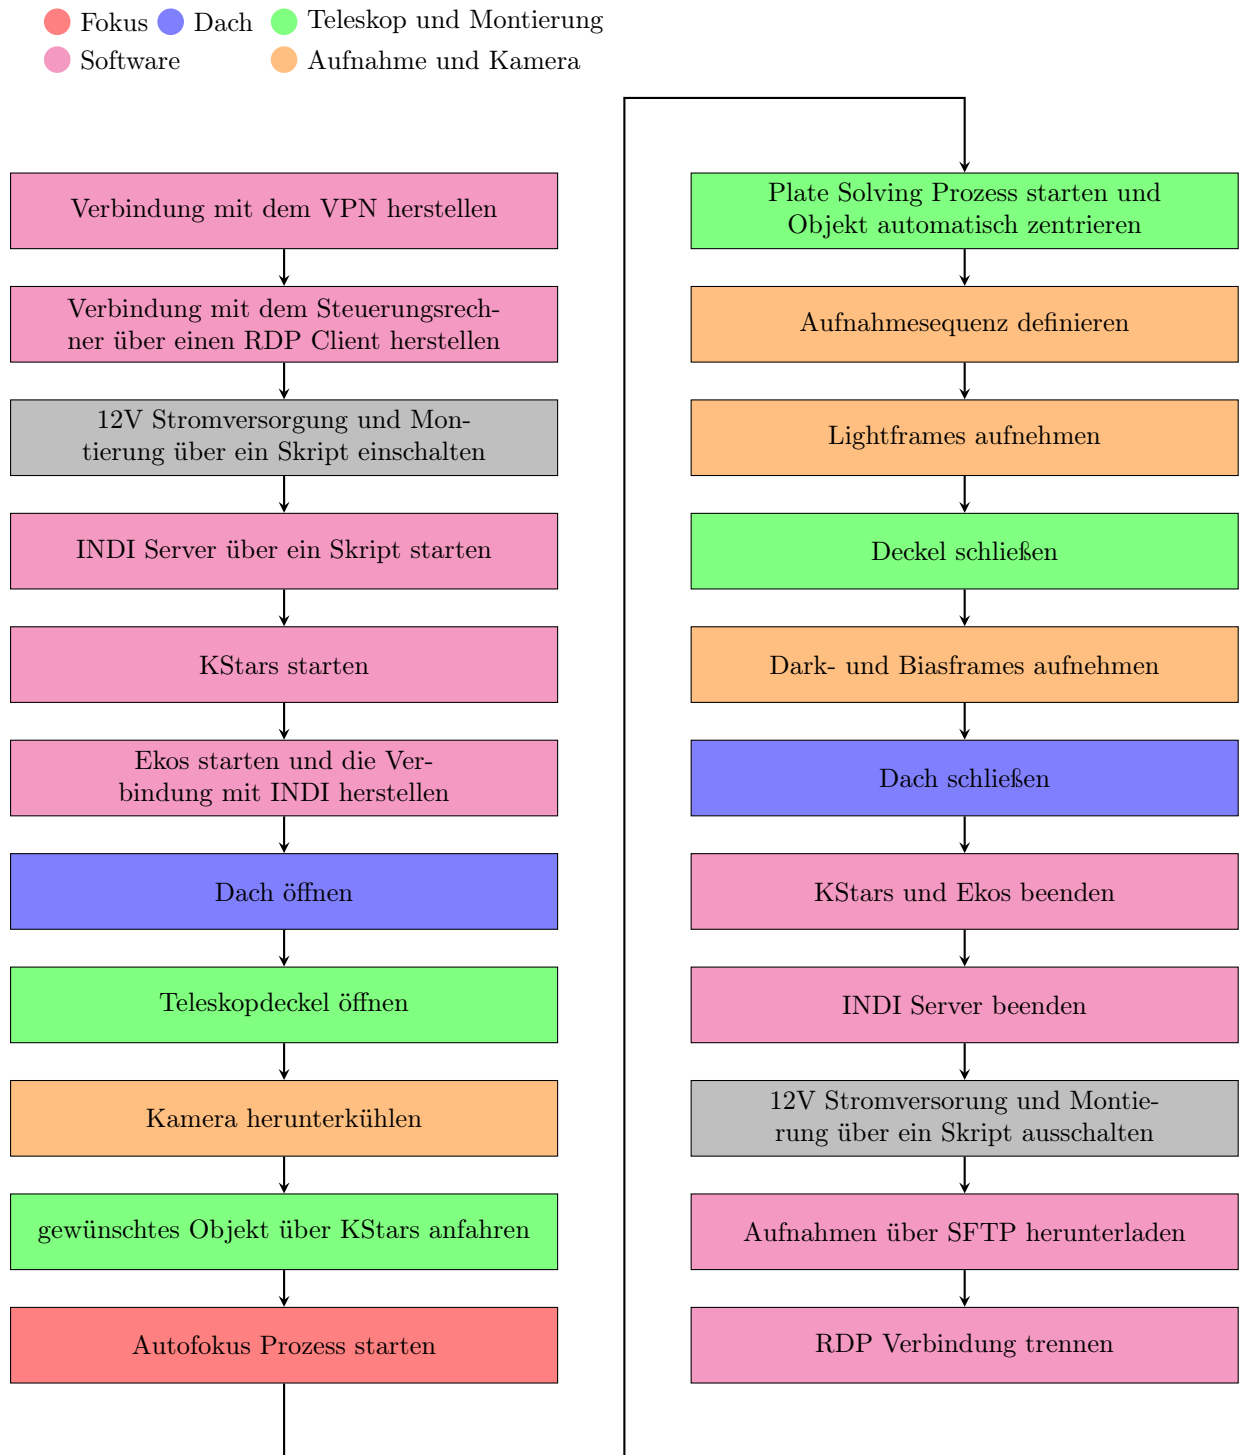 Fokus
Dach
Teleskop und Montierung
Software
Aufnahme und Kamera
Verbindung mit dem VPN herstellen
Verbindung mit dem Steuerungsrech-
ner über einen RDP Client herstellen
12V Stromversorgung und Mon-
tierung über ein Skript einschalten
INDI Server über ein Skript starten
KStars starten
Ekos starten und die Ver-
bindung mit INDI herstellen
Dach öffnen
Teleskopdeckel öffnen
Kamera herunterkühlen
gewünschtes Objekt über KStars anfahren
Autofokus Prozess starten
Plate Solving Prozess starten und
Objekt automatisch zentrieren
Aufnahmesequenz definieren
Lightframes aufnehmen
Deckel schließen
Dark- und Biasframes aufnehmen
Dach schließen
KStars und Ekos beenden
INDI Server beenden
12V Stromversorung und Montie-
rung über ein Skript ausschalten
Aufnahmen über SFTP herunterladen
RDP Verbindung trennen